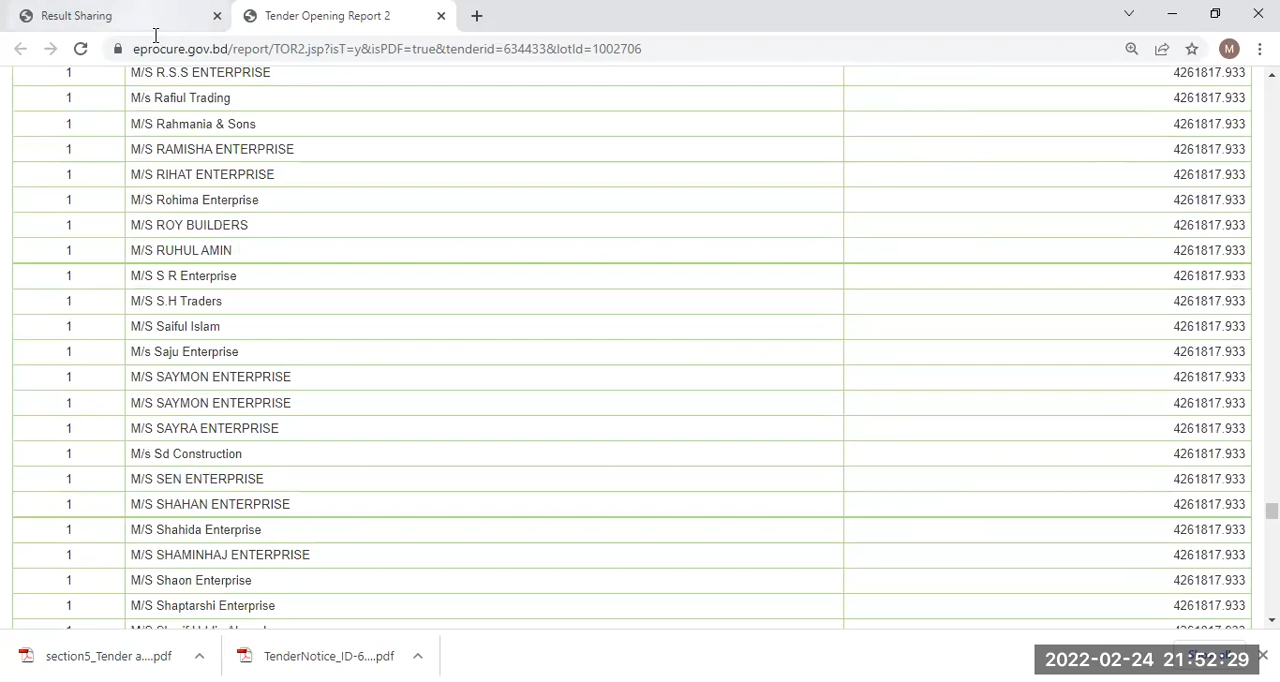 Result Sharing
Tender Opening Report 2
eprocure.gov.bd/report/TOR2.jsp?isT=y&isPDF=true&tenderid=634433&lotId=1002706
M
1 M/S R.S.S ENTERPRISE 4261817.933
1 M/s Rafiul Trading 4261817.933
1 M/S Rahmania & Sons 4261817.933
1 M/S RAMISHA ENTERPRISE 4261817.933
1 M/S RIHAT ENTERPRISE 4261817.933
1 M/S Rohima Enterprise 4261817.933
1 M/S ROY BUILDERS 4261817.933
1 M/S RUHUL AMIN 4261817.933
1 M/S S R Enterprise 4261817.933
1 M/S S.H Traders 4261817.933
1 M/S Saiful Islam 4261817.933
1 M/s Saju Enterprise 4261817.933
1 M/S SAYMON ENTERPRISE 4261817.933
1 M/S SAYMON ENTERPRISE 4261817.933
1 M/S SAYRA ENTERPRISE 4261817.933
1 M/s Sd Construction 4261817.933
1 M/S SEN ENTERPRISE 4261817.933
1 M/S SHAHAN ENTERPRISE 4261817.933
1 M/S Shahida Enterprise 4261817.933
1 M/S SHAMINHAJ ENTERPRISE 4261817.933
1 M/S Shaon Enterprise 4261817.933
1 M/S Shaptarshi Enterprise 4261817.933
section5_Tender a....pdf
TenderNotice_ID-6....pdf
2022-02-24 21:52:29